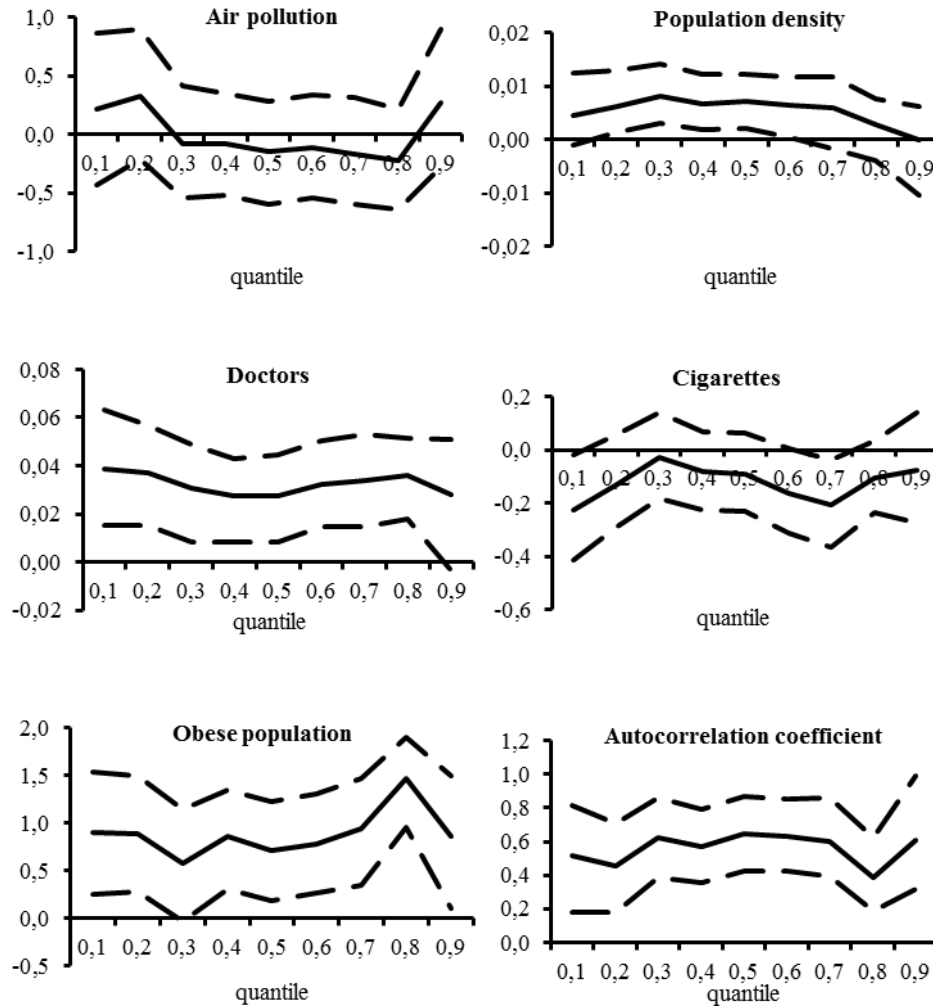 Air pollution
1,0
0,5
0,0
-0,5
-1,0
0,1 0,2 0,3 0,4 0,5 0,6 0,7 0,8 0,9
quantile
Population density
0,02
0,01
0,00
-0,01
-0,02
0,1 0,2 0,3 0,4 0,5 0,6 0,7 0,8 0,9
quantile
Doctors
0,08
0,06
0,04
0,02
0,00
-0,02
0,1 0,2 0,3 0,4 0,5 0,6 0,7 0,8 0,9
quantile
Cigarettes
0,2
0,0
-0,2
-0,4
-0,6
0,1 0,2 0,3 0,4 0,5 0,6 0,7 0,8 0,9
quantile
Obese population
2,0
1,5
1,0
0,5
0,0
-0,5
0,1 0,2 0,3 0,4 0,5 0,6 0,7 0,8 0,9
quantile
Autocorrelation coefficient
1,2
1,0
0,8
0,6
0,4
0,2
0,0
0,1 0,2 0,3 0,4 0,5 0,6 0,7 0,8 0,9
quantile